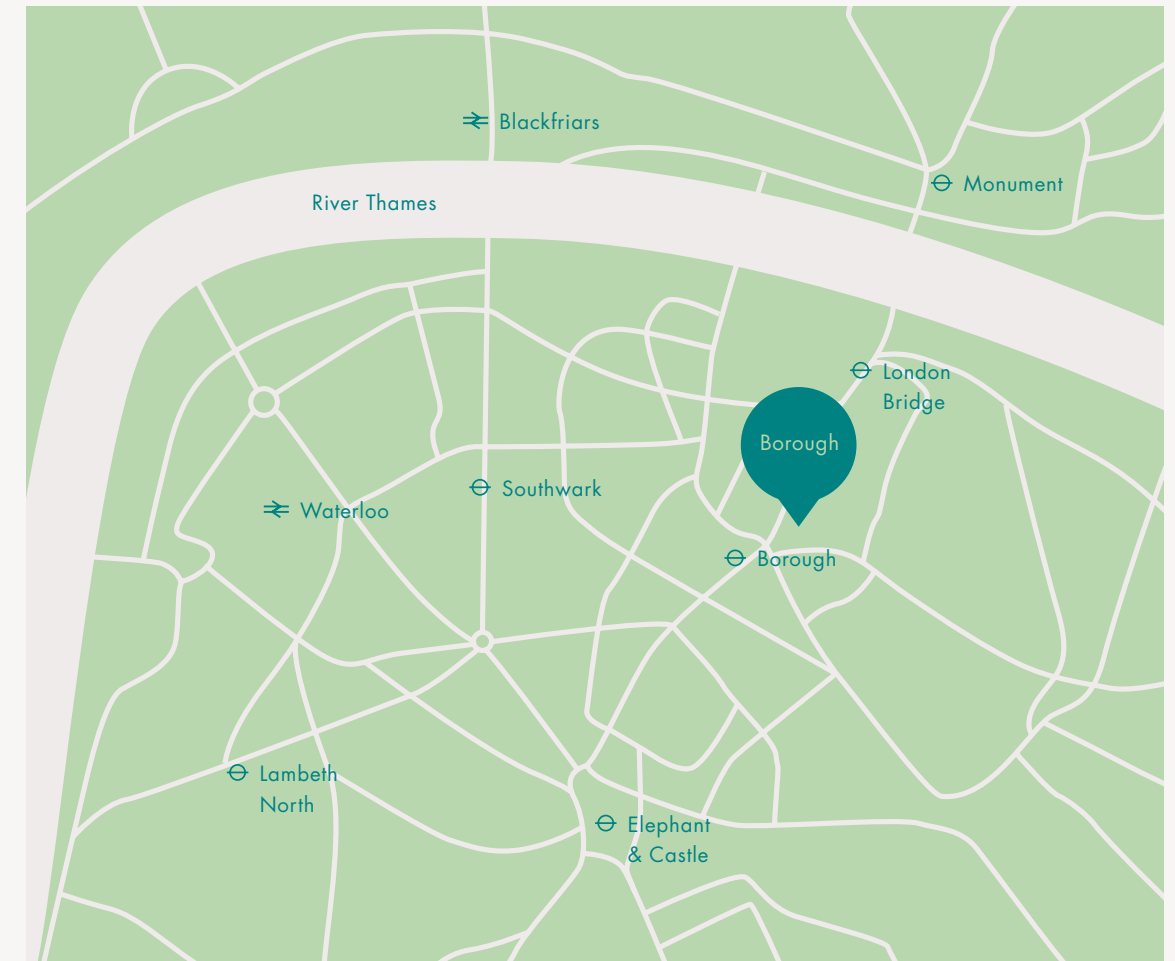 Blackfriars
Monument
River Thames
London
Bridge
Borough
Southwark
Waterloo
Borough
Lambeth
North
Elephant
& Castle